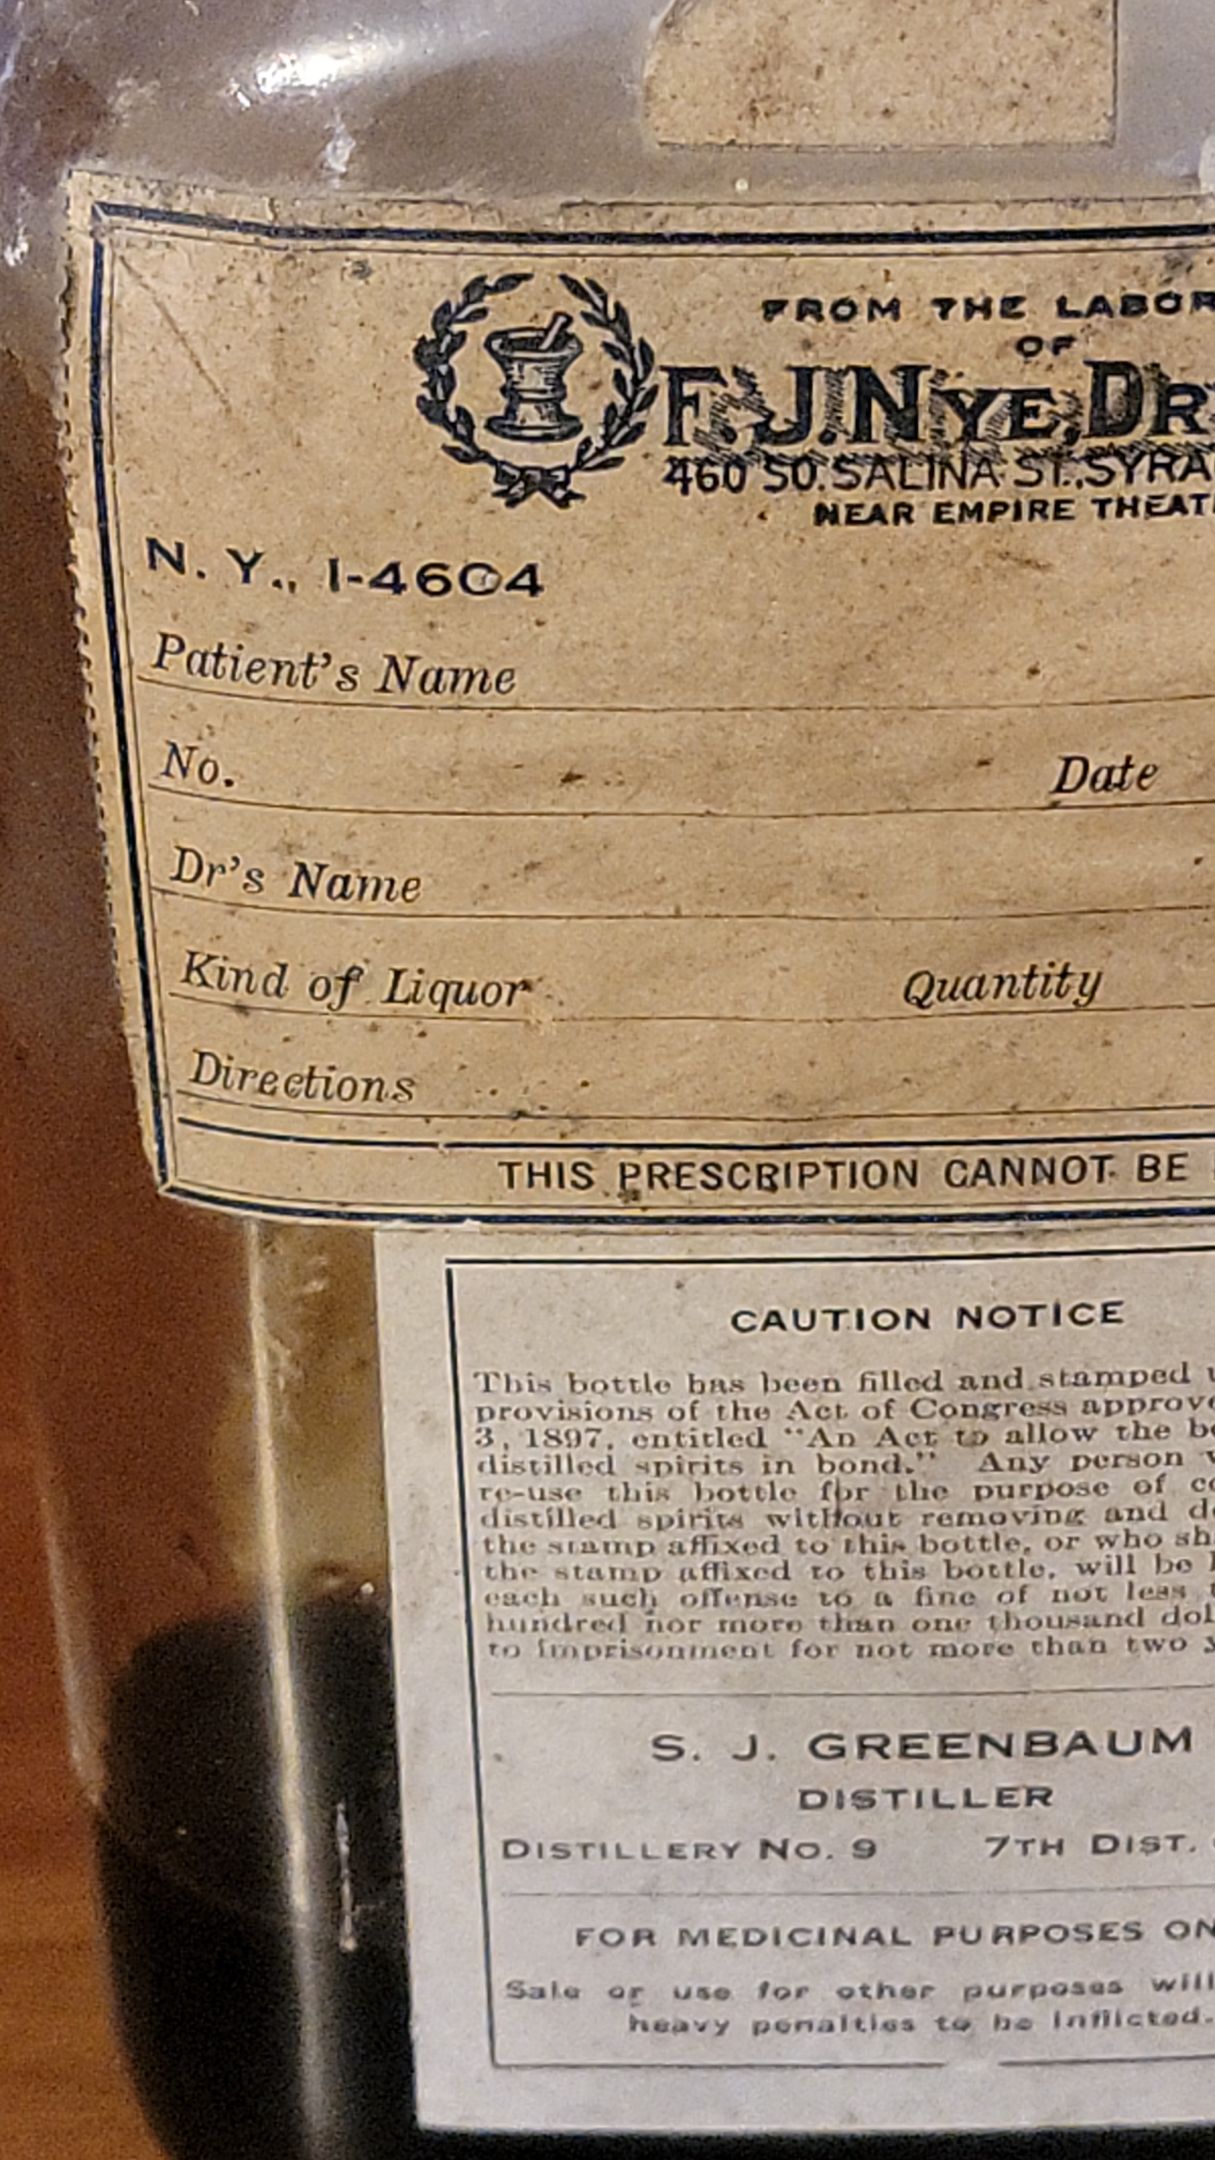 FROM THE LABOR
OF
F. J. NYE, DR
460 SO. SALINA ST., SYRA
NEAR EMPIRE THEAT
N. Y., I-4604
Patient's Name
No. Date
Dr's Name
Kind of Liquor Quantity
Directions
THIS PRESCRIPTION CANNOT BE
CAUTION NOTICE
This bottle has been filled and stamped u
provisions of the Act of Congress approve
3, 1897, entitled "An Act to allow the bo
distilled spirits in bond." Any person w
re-use this bottle for the purpose of co
distilled spirits without removing and de
the stamp affixed to this bottle, or who sh
the stamp affixed to this bottle, will be l
each such offense to a fine of not less t
hundred nor more than one thousand dol
to imprisonment for not more than two y
S. J. GREENBAUM
DISTILLER
DISTILLERY NO. 9 7TH DIST.
FOR MEDICINAL PURPOSES ON
Sale or use for other purposes will
heavy penalties to be inflicted.